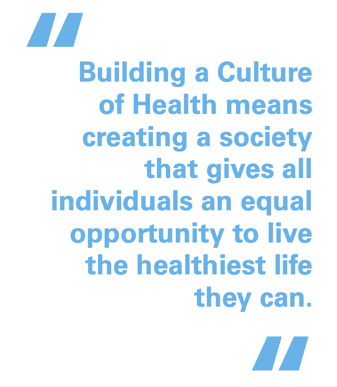 "
Building a Culture
of Health means
creating a society
that gives all
individuals an equal
opportunity to live
the healthiest life
they can.
"